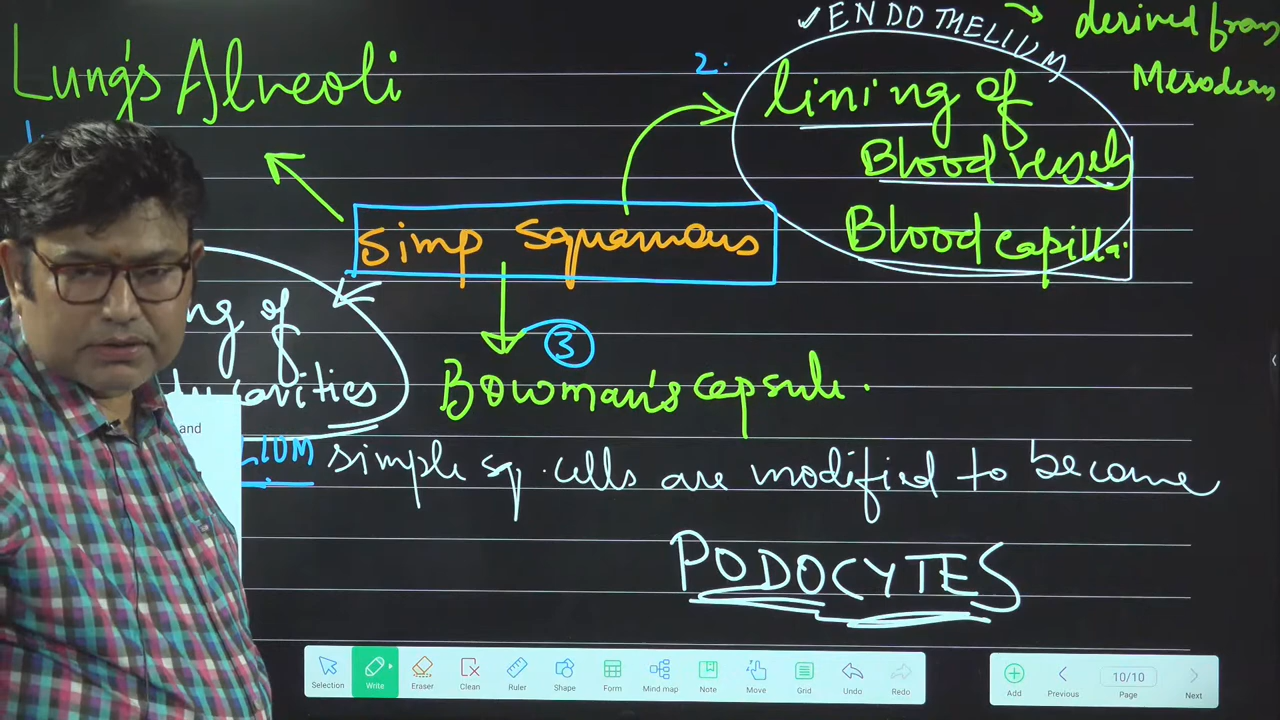 ✓ENDOTHELIUM → derived from
Mesoderm
Lung's Alveoli
2.
lining of
Blood vessels
Blood capilla
Simp Squamous
ng of
cavities
③
Bowman's capsule.
and
LIUM
simple sq. cells are modified to become
PODOCYTES
Selection Write Eraser Clean Ruler Shape Form Mind map Note Move Grid Undo Redo
Add Previous 10/10 Page Next